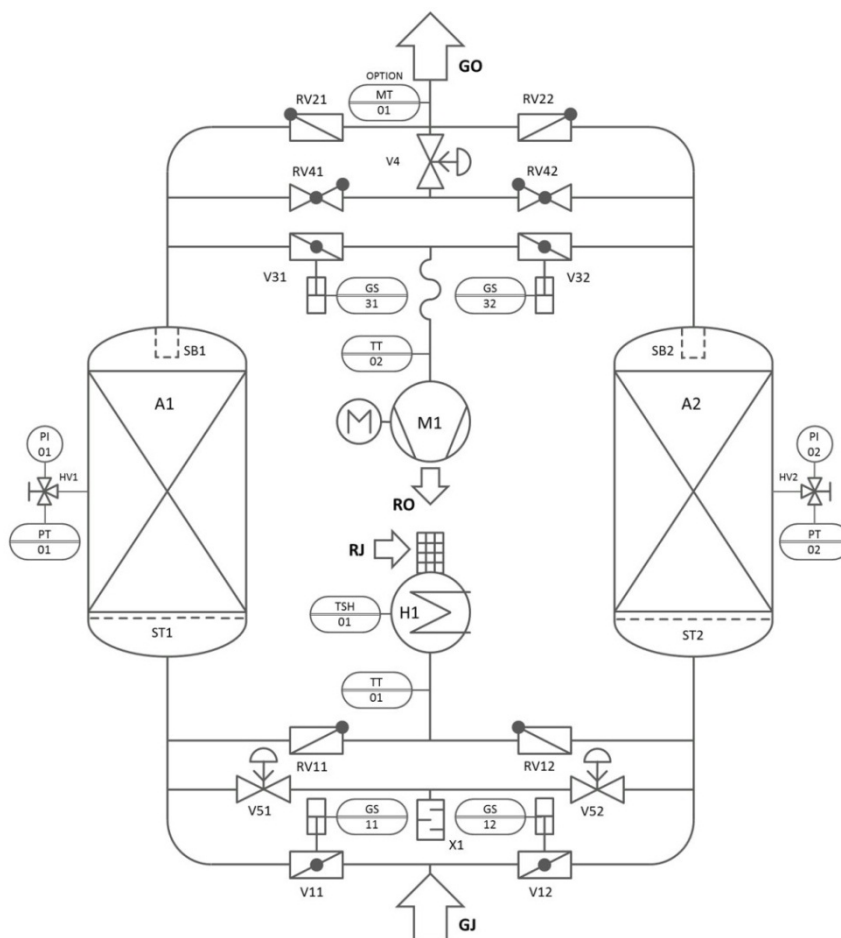 GO
OPTION
RV21
MT
01
RV22
V4
RV41
RV42
V31
GS
31
GS
32
V32
SB1
TT
02
SB2
A1
M
M1
A2
PI
01
HV1
PT
01
PI
02
HV2
PT
02
RO
RJ
TSH
01
H1
ST1
ST2
TT
01
RV11
RV12
V51
GS
11
X1
GS
12
V52
V11
V12
GJ